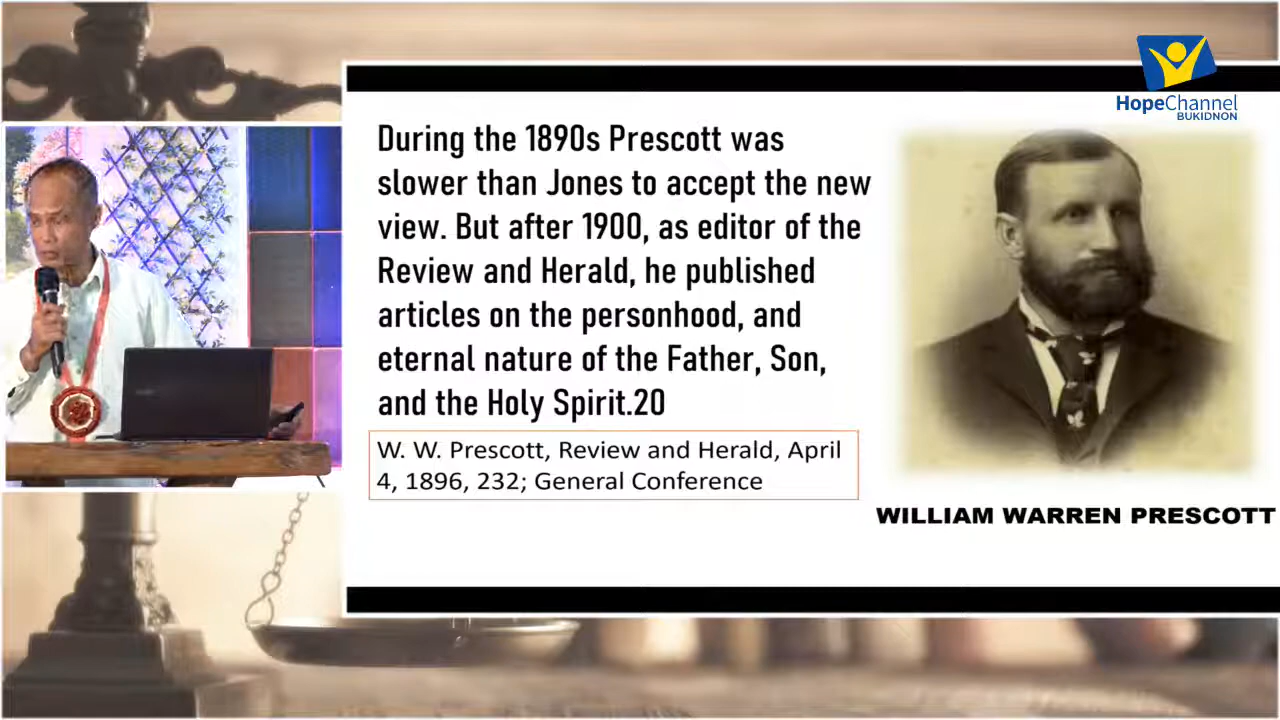 HopeChannel
BUKIDNON
During the 1890s Prescott was
slower than Jones to accept the new
view. But after 1900, as editor of the
Review and Herald, he published
articles on the personhood, and
eternal nature of the Father, Son,
and the Holy Spirit.20
W. W. Prescott, Review and Herald, April
4, 1896, 232; General Conference
WILLIAM WARREN PRESCOTT